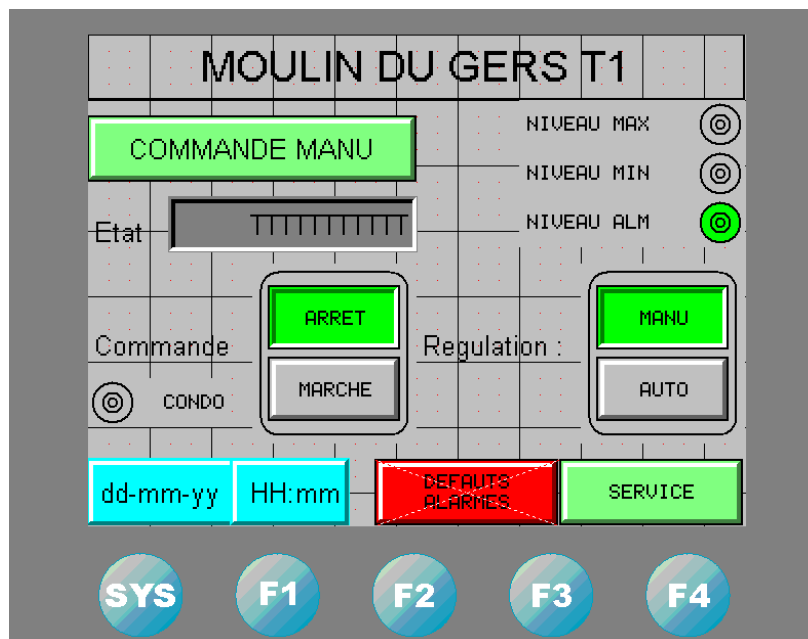 MOULIN DU GERS T1
COMMANDE MANU
NIVEAU MAX
NIVEAU MIN
NIVEAU ALM
Etat
ARRET
MARCHE
Commande
CONDO
Regulation :
MANU
AUTO
dd-mm-yy
HH:mm
DEFAUTS
ALARMES
SERVICE
SYS
F1
F2
F3
F4